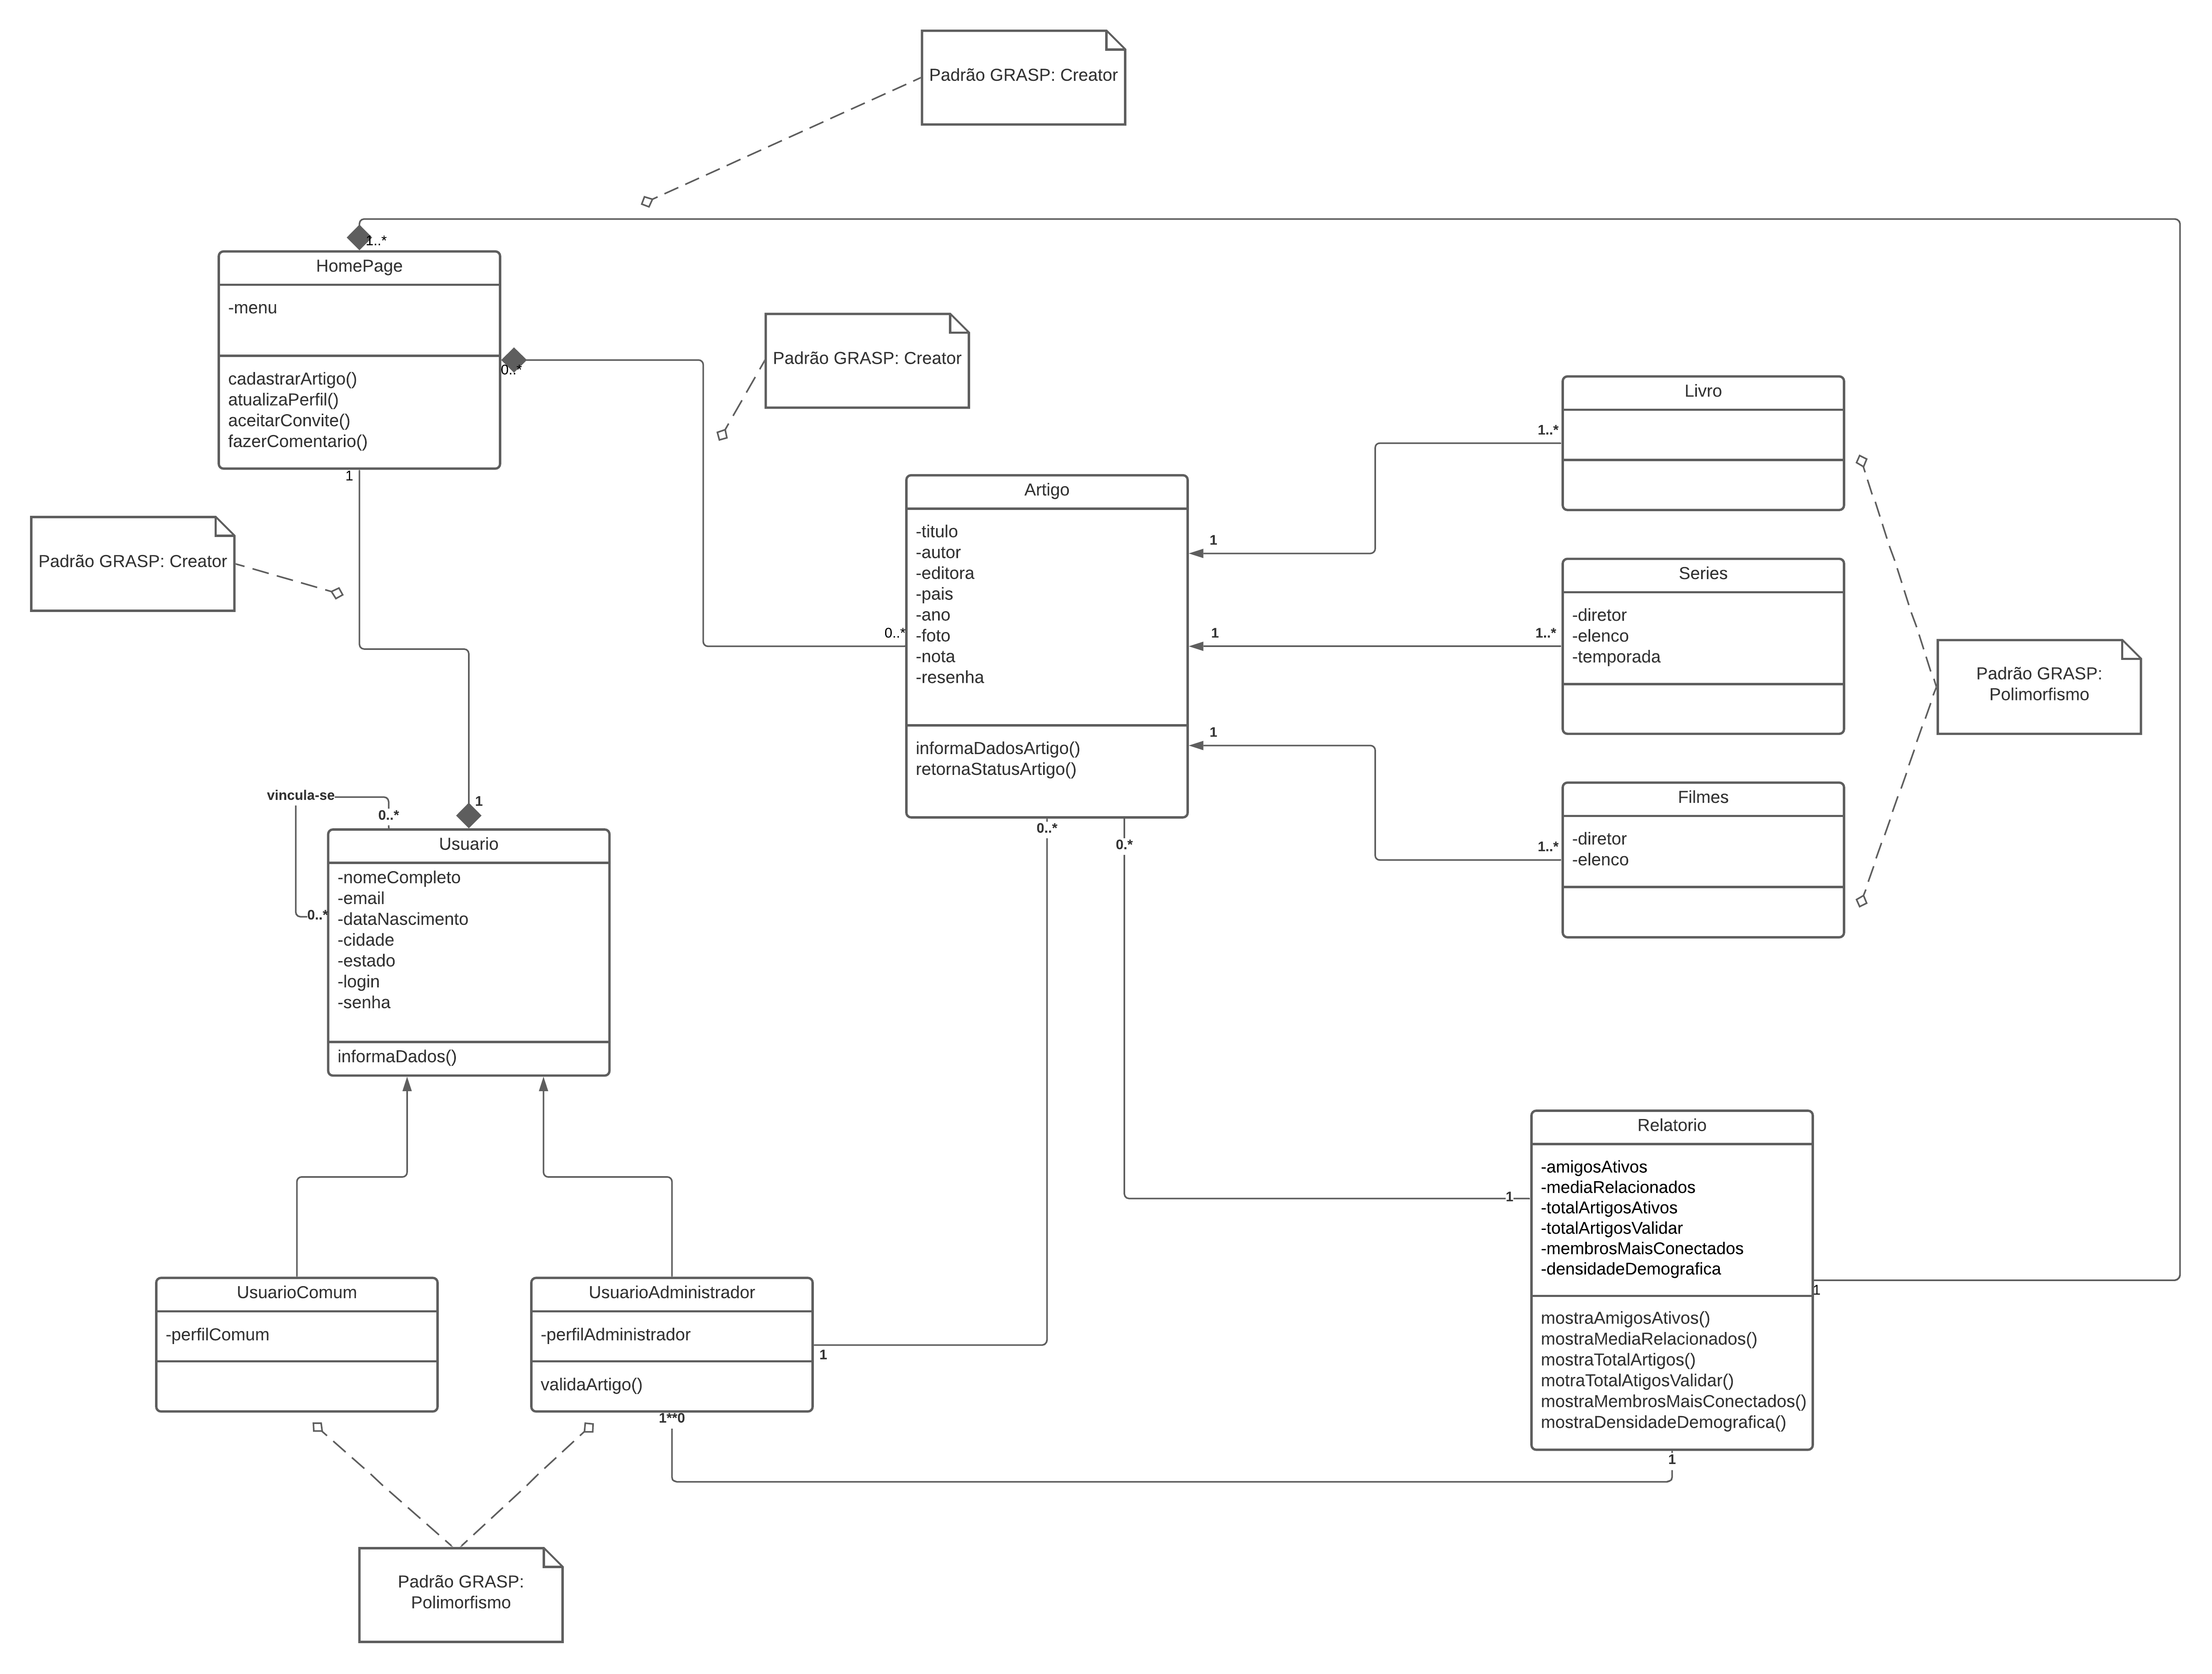 Padrão GRASP: Creator
1..*
HomePage
-menu
cadastrarArtigo()
atualizaPerfil()
aceitarConvite()
fazerComentario()
0..*
1
Padrão GRASP: Creator
Padrão GRASP: Creator
Livro
1..*
Artigo
-titulo
-autor
-editora
-pais
-ano
-foto
-nota
-resenha
informaDadosArtigo()
retornaStatusArtigo()
0..*
1
1
1
Series
-diretor
-elenco
-temporada
1..*
Padrão GRASP:
Polimorfismo
Filmes
-diretor
-elenco
1..*
vincula-se
0..*
0..*
1
Usuario
-nomeCompleto
-email
-dataNascimento
-cidade
-estado
-login
-senha
informaDados()
0..*
0.*
Relatorio
-amigosAtivos
-mediaRelacionados
-totalArtigosAtivos
-totalArtigosValidar
-membrosMaisConectados
-densidadeDemografica
mostraAmigosAtivos()
mostraMediaRelacionados()
mostraTotalArtigos()
motraTotalAtigosValidar()
mostraMembrosMaisConectados()
mostraDensidadeDemografica()
1
1
1
UsuarioComum
-perfilComum
UsuarioAdministrador
-perfilAdministrador
validaArtigo()
1
1**0
Padrão GRASP:
Polimorfismo